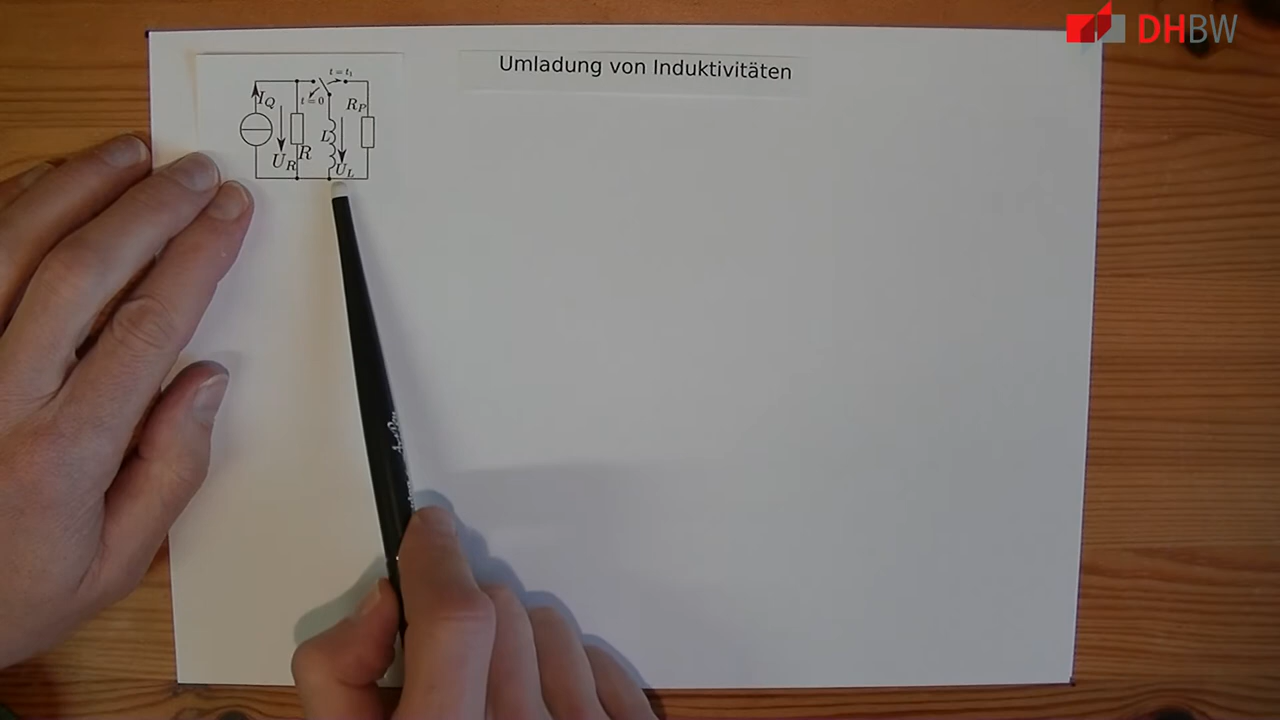 DHBW
Umladung von Induktivitäten
t = t₁
t = 0
I_Q
R_P
L
R
U_R
U_L